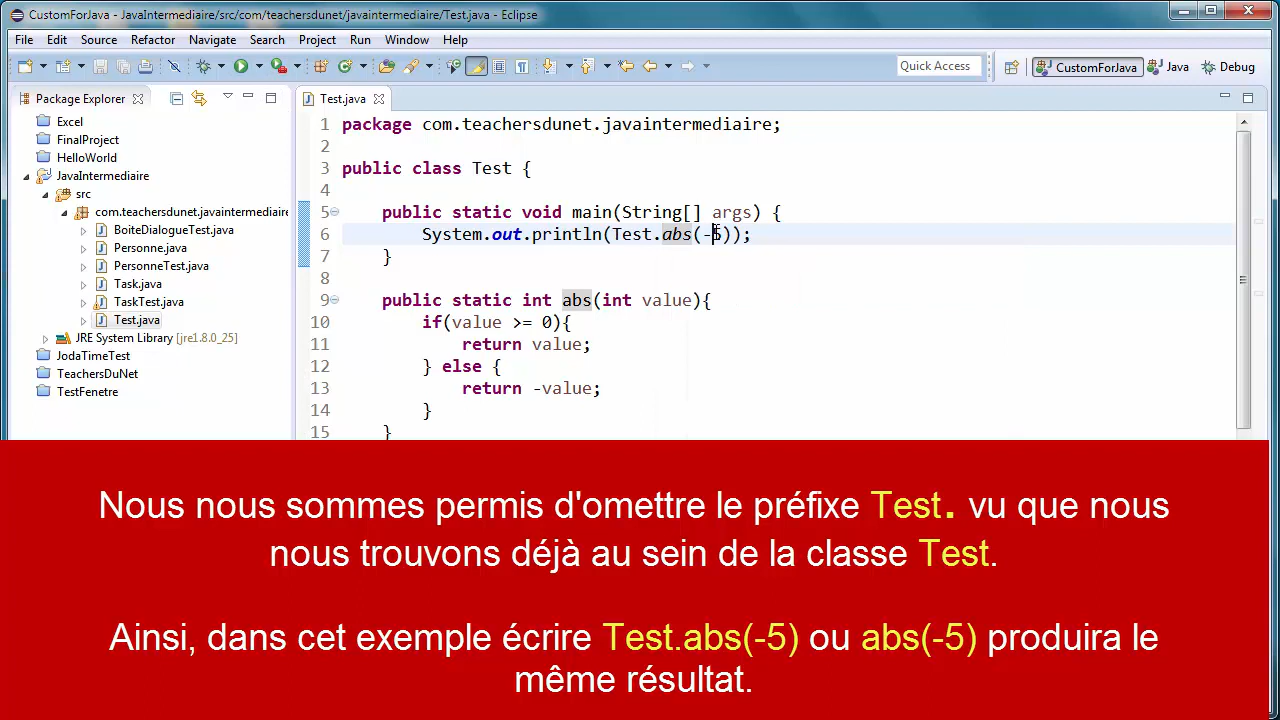 CustomForJava - JavaIntermediaire/src/com/teachersdunet/javaintermediaire/Test.java - Eclipse
File Edit Source Refactor Navigate Search Project Run Window Help
Quick Access
CustomForJava Java Debug
Package Explorer
Excel
FinalProject
HelloWorld
JavaIntermediaire
src
com.teachersdunet.javaintermediaire
BoiteDialogueTest.java
Personne.java
PersonneTest.java
Task.java
TaskTest.java
Test.java
JRE System Library [jre1.8.0_25]
JodaTimeTest
TeachersDuNet
TestFenetre
Test.java
1 package com.teachersdunet.javaintermediaire;
2
3 public class Test {
4
5 public static void main(String[] args) {
6 System.out.println(Test.abs(-5));
7 }
8
9 public static int abs(int value){
10 if(value >= 0){
11 return value;
12 } else {
13 return -value;
14 }
15 }
Nous nous sommes permis d'omettre le préfixe Test. vu que nous
nous trouvons déjà au sein de la classe Test.
Ainsi, dans cet exemple écrire Test.abs(-5) ou abs(-5) produira le
même résultat.